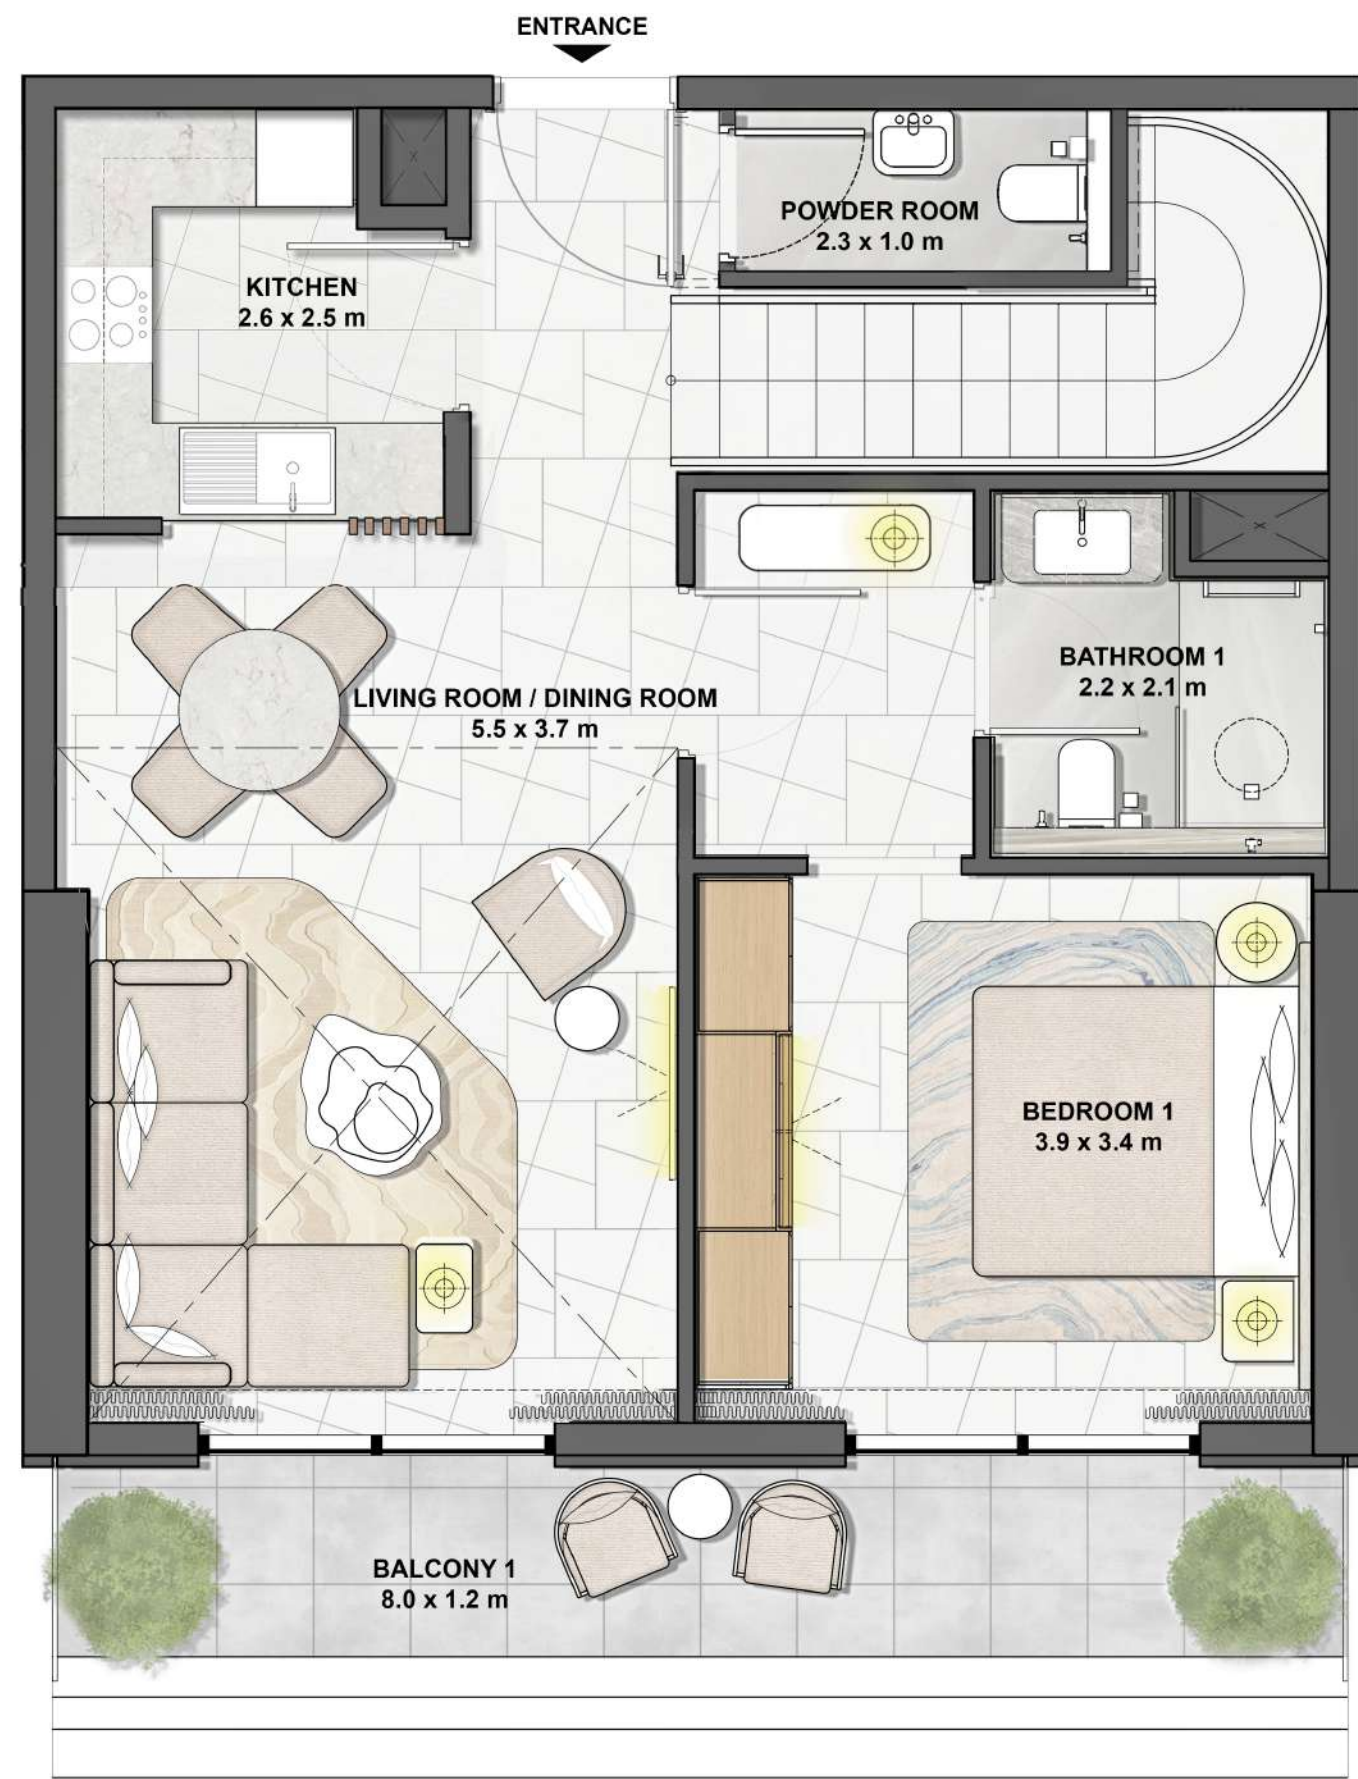 ENTRANCE
POWDER ROOM
2.3 x 1.0 m
KITCHEN
2.6 x 2.5 m
BATHROOM 1
2.2 x 2.1 m
LIVING ROOM / DINING ROOM
5.5 x 3.7 m
BEDROOM 1
3.9 x 3.4 m
BALCONY 1
8.0 x 1.2 m